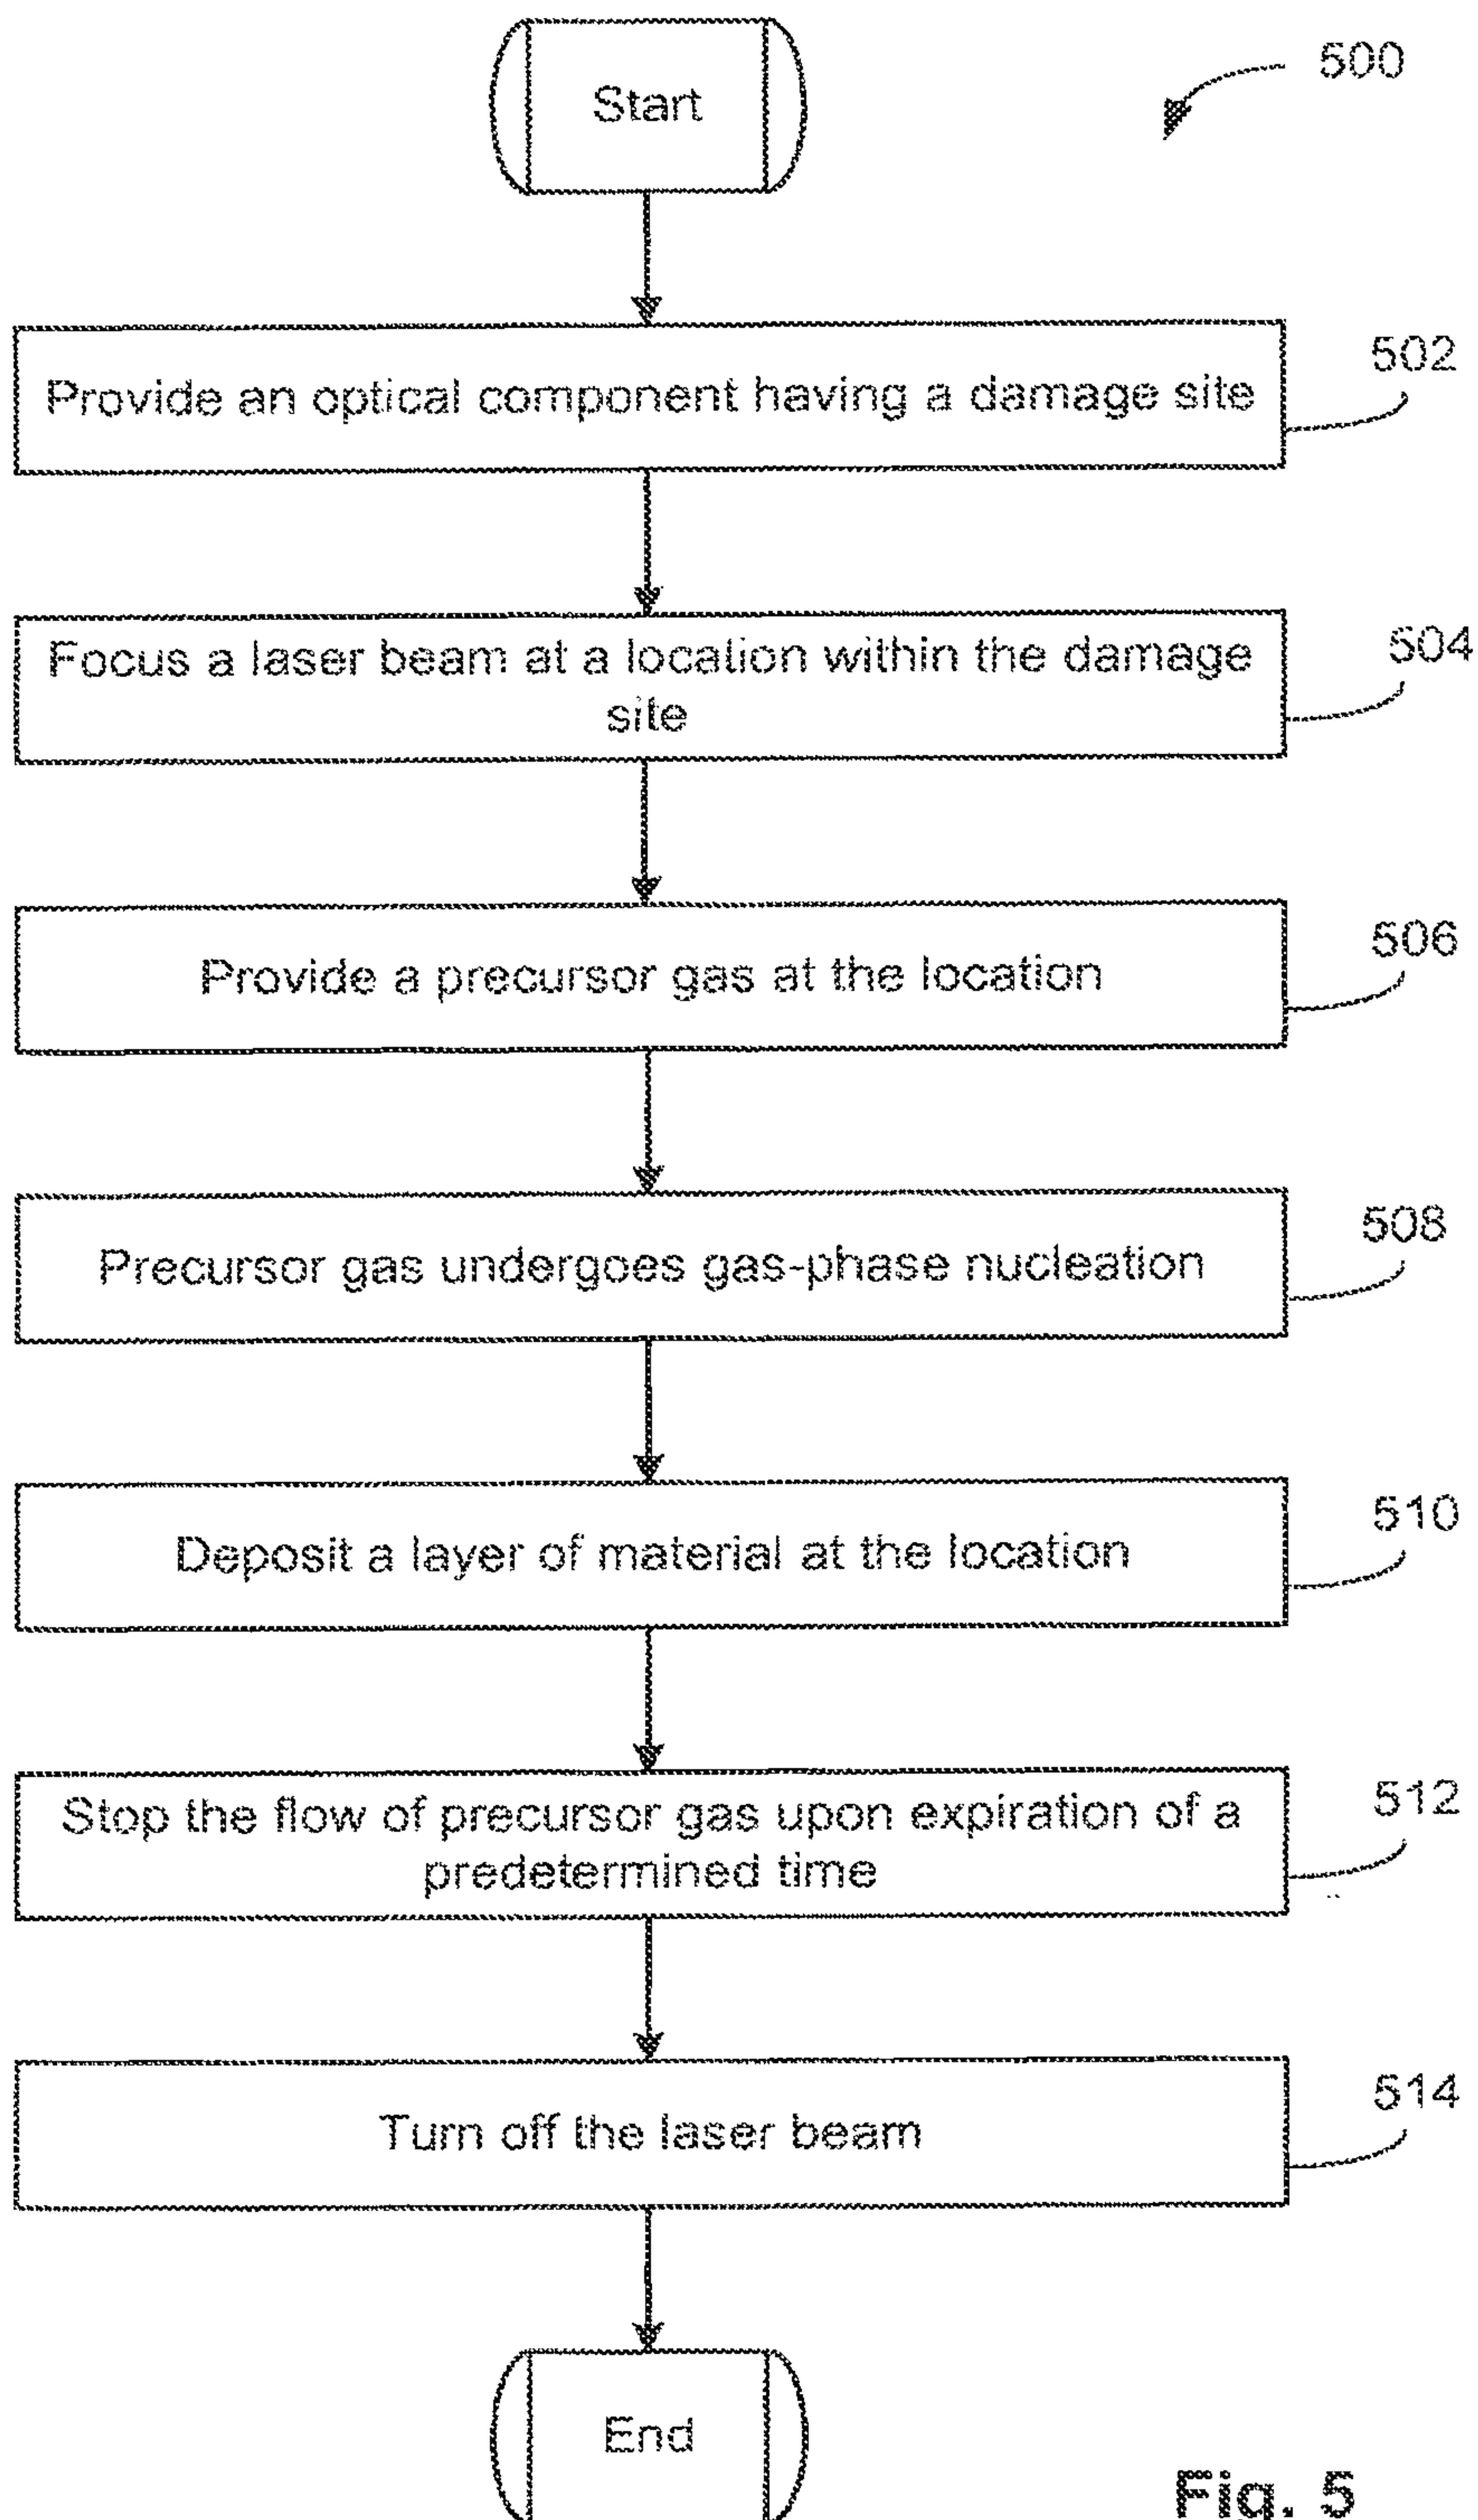 Start
500
Provide an optical component having a damage site
502
Focus a laser beam at a location within the damage
site
504
Provide a precursor gas at the location
506
Precursor gas undergoes gas-phase nucleation
508
Deposit a layer of material at the location
510
Stop the flow of precursor gas upon expiration of a
predetermined time
512
Turn off the laser beam
514
End
Fig. 5